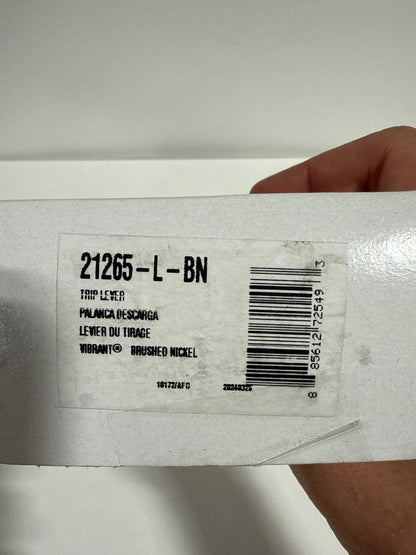 21265-L-BN
TRIP LEVER
PALANCA DESCARGA
LEVIER DU TIRAGE
VIBRANT® BRUSHED NICKEL
10172/AFC
8 85612 72549 3